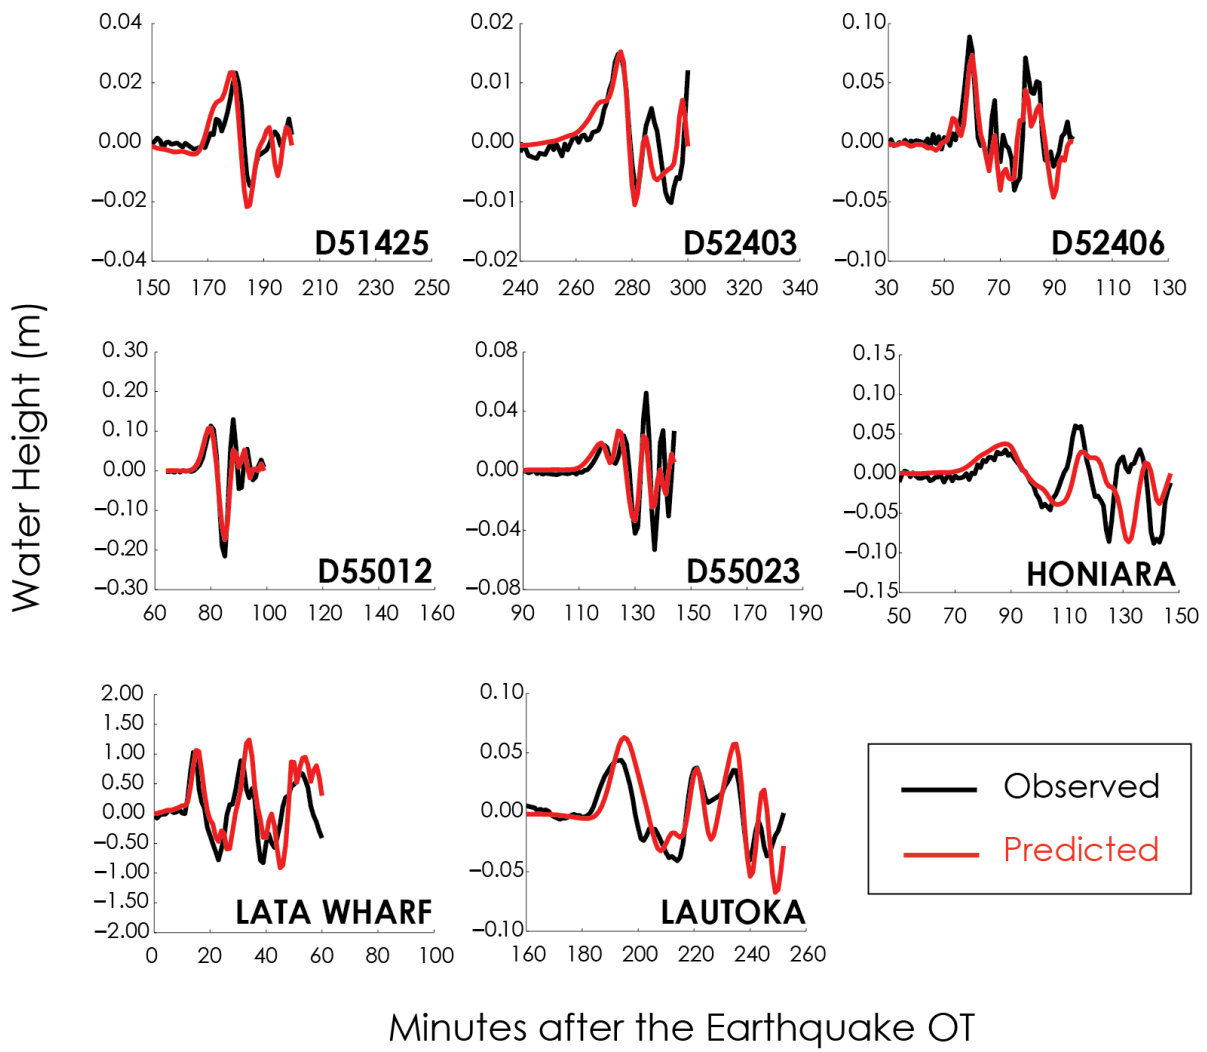 0.04
0.02
0.00
−0.02
−0.04
D51425
150 170 190 210 230 250
0.02
0.01
0.00
−0.01
−0.02
D52403
240 260 280 300 320 340
0.10
0.05
0.00
−0.05
−0.10
D52406
30 50 70 90 110 130
Water Height (m)
0.30
0.20
0.10
0.00
−0.10
−0.20
−0.30
D55012
60 80 100 120 140 160
0.08
0.04
0.00
−0.04
−0.08
D55023
90 110 130 150 170 190
0.15
0.10
0.05
0.00
−0.05
−0.10
−0.15
HONIARA
50 70 90 110 130 150
2.00
1.50
1.00
0.50
0.00
−0.50
−1.00
−1.50
−2.00
LATA WHARF
0 20 40 60 80 100
0.10
0.05
0.00
−0.05
−0.10
LAUTOKA
160 180 200 220 240 260
Observed
Predicted
Minutes after the Earthquake OT